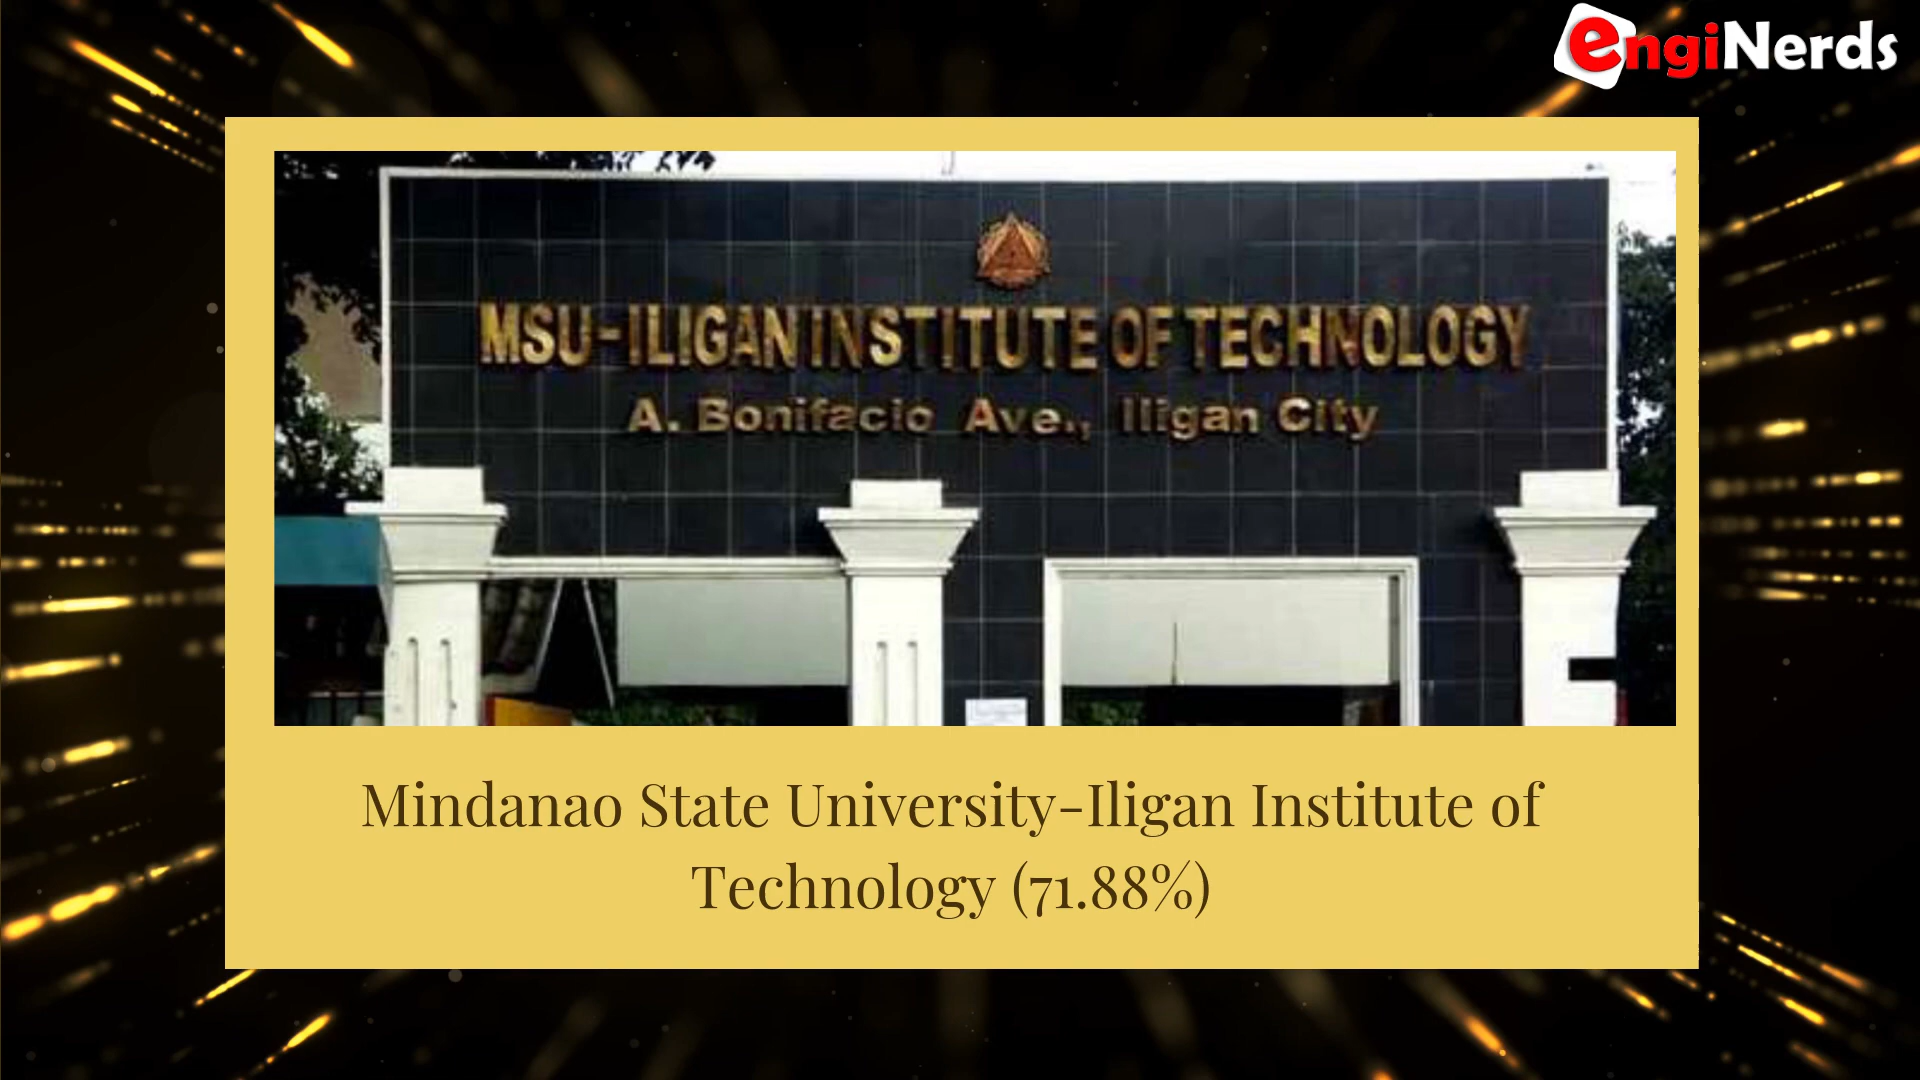 engiNerds
MSU-ILIGAN INSTITUTE OF TECHNOLOGY
A. Bonifacio Ave., Iligan City
Mindanao State University-Iligan Institute of
Technology (71.88%)